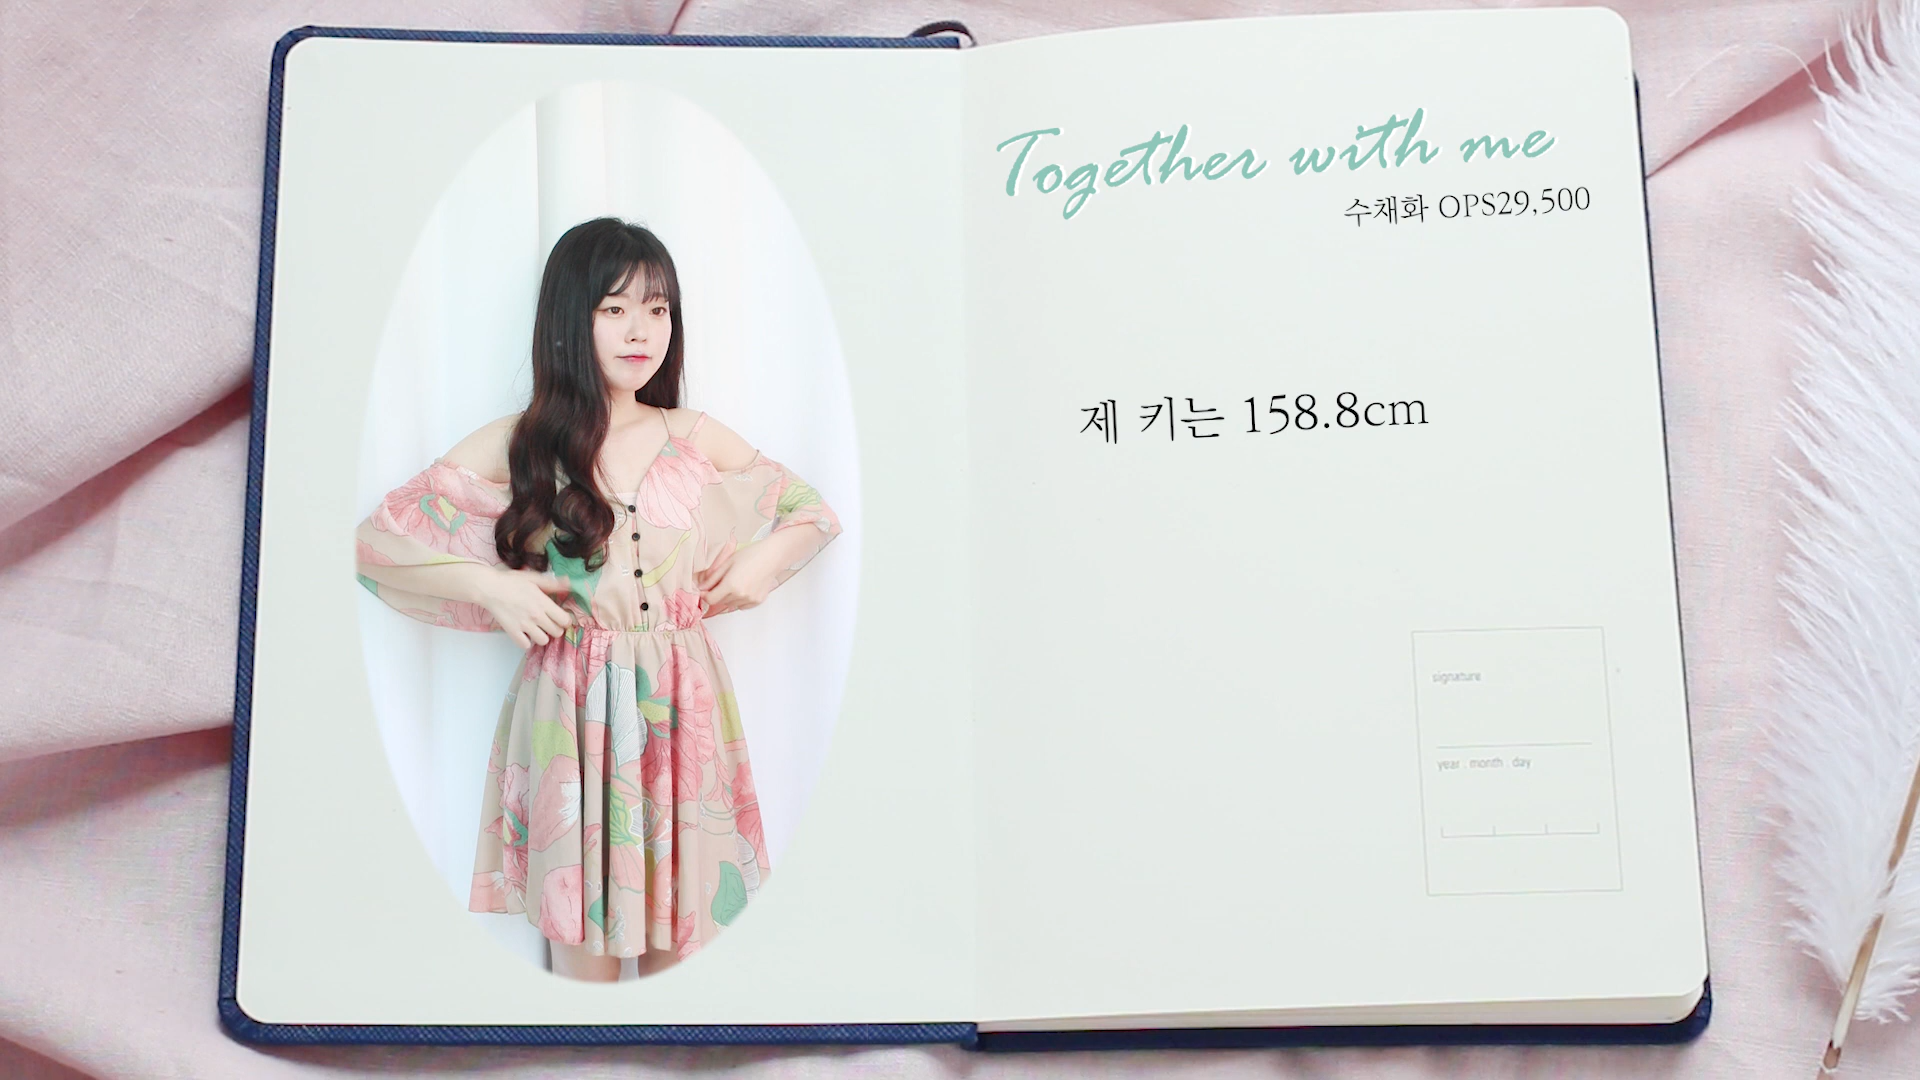 Together with me
수채화 OPS29,500
제 키는 158.8cm
signature
year . month . day